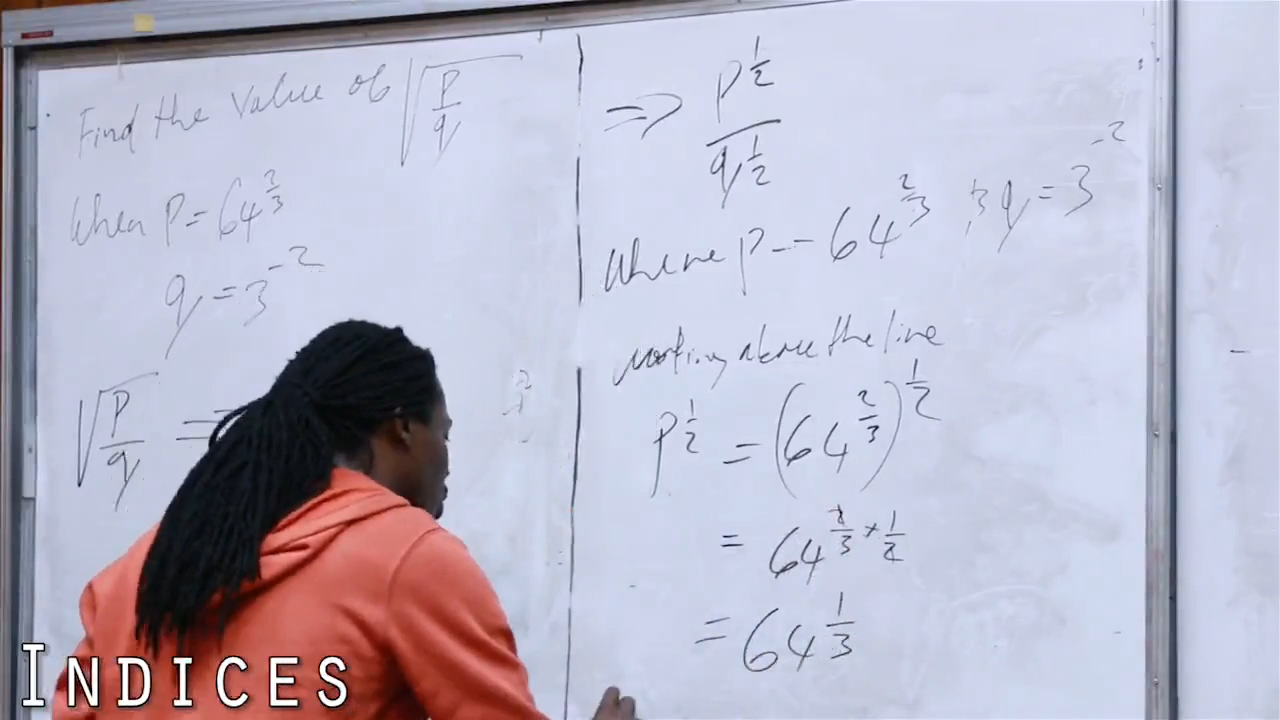 Find the value of √(p/q)
When P = 64^(2/3)
q = 3^(-2)
√(p/q) =
⇒ p^(1/2) / q^(1/2)
Where p = 64^(2/3) ; q = 3^(-2)
working above the line
p^(1/2) = (64^(2/3))^(1/2)
= 64^(2/3 × 1/2)
= 64^(1/3)
INDICES